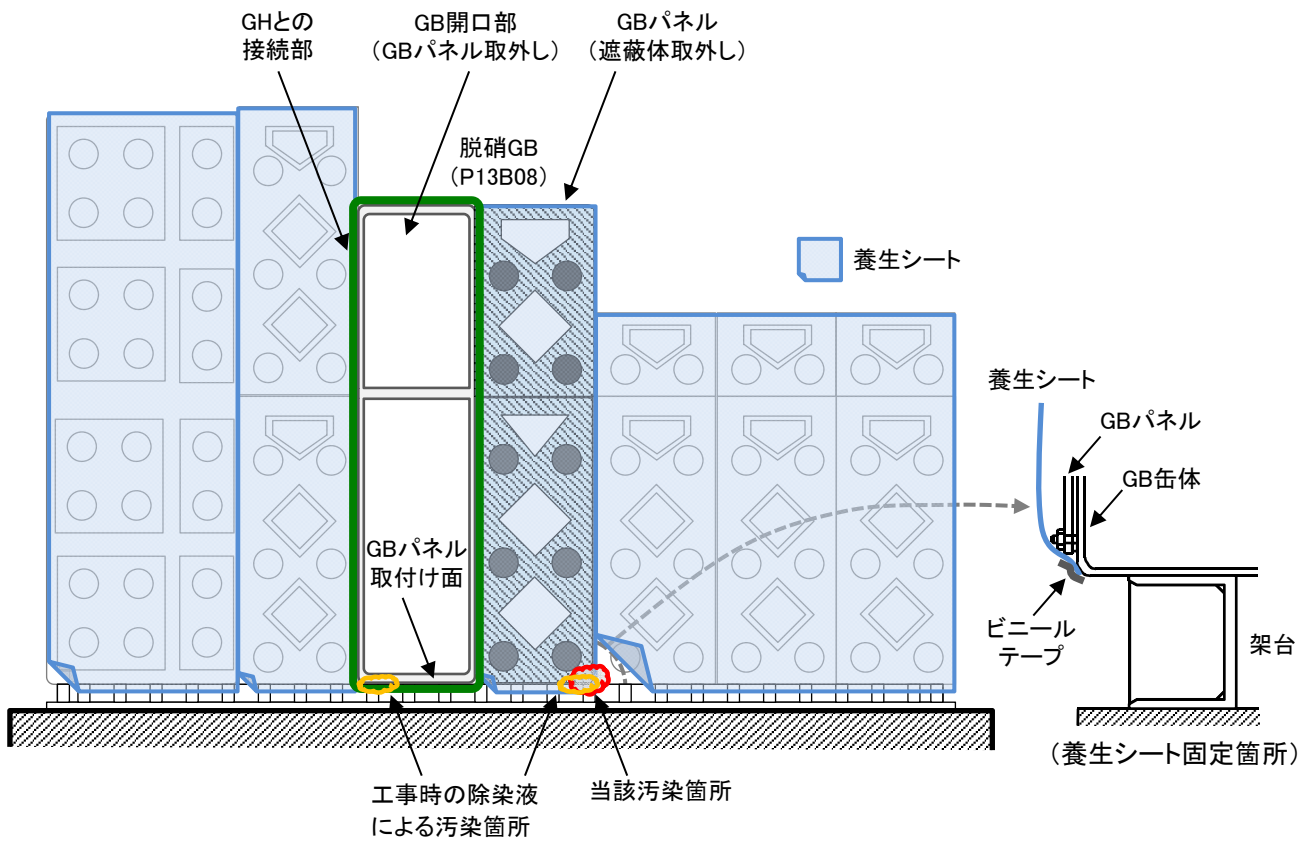 GHとの
接続部
GB開口部
(GBパネル取外し)
GBパネル
(遮蔽体取外し)
脱硝GB
(P13B08)
養生シート
養生シート
GBパネル
GB缶体
GBパネル
取付け面
ビニール
テープ
架台
(養生シート固定箇所)
工事時の除染液
による汚染箇所
当該汚染箇所